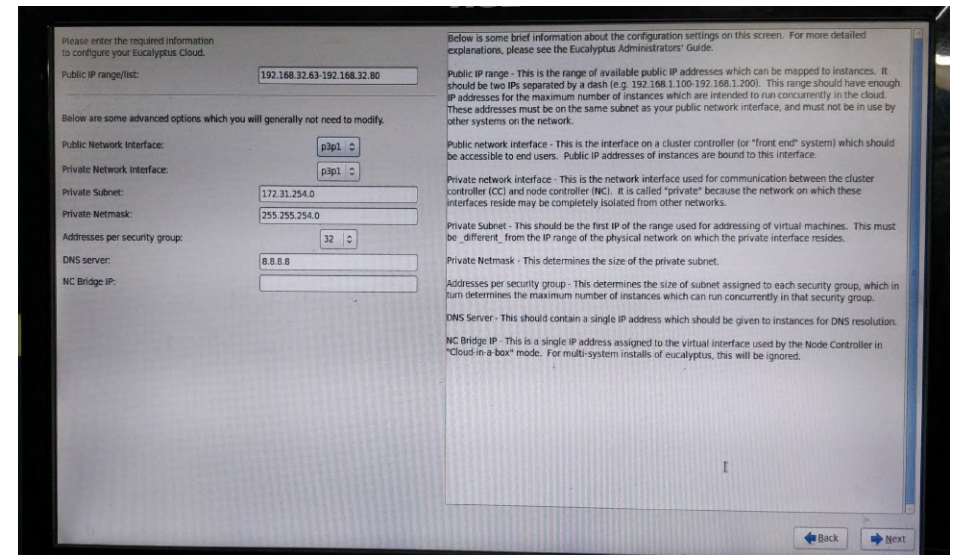 Please enter the required information
to configure your Eucalyptus Cloud.
Public IP range/list: 192.168.32.63-192.168.32.80
Below are some advanced options which you will generally not need to modify.
Public Network Interface: p3p1
Private Network Interface: p3p1
Private Subnet: 172.31.254.0
Private Netmask: 255.255.254.0
Addresses per security group: 32
DNS server: 8.8.8.8
NC Bridge IP:
Below is some brief information about the configuration settings on this screen. For more detailed
explanations, please see the Eucalyptus Administrators' Guide.
Public IP range - This is the range of available public IP addresses which can be mapped to instances. It
should be two IPs separated by a dash (e.g. 192.168.1.100-192.168.1.200). This range should have enough
IP addresses for the maximum number of instances which are intended to run concurrently in the cloud.
These addresses must be on the same subnet as your public network interface, and must not be in use by
other systems on the network.
Public network interface - This is the interface on a cluster controller (or "front end" system) which should
be accessible to end users. Public IP addresses of instances are bound to this interface.
Private network interface - This is the network interface used for communication between the cluster
controller (CC) and node controller (NC). It is called "private" because the network on which these
interfaces reside may be completely isolated from other networks.
Private Subnet - This should be the first IP of the range used for addressing of virtual machines. This must
be _different_ from the IP range of the physical network on which the private interface resides.
Private Netmask - This determines the size of the private subnet.
Addresses per security group - This determines the size of subnet assigned to each security group, which in
turn determines the maximum number of instances which can run concurrently in that security group.
DNS Server - This should contain a single IP address which should be given to instances for DNS resolution.
NC Bridge IP - This is a single IP address assigned to the virtual interface used by the Node Controller in
"Cloud-in-a-box" mode. For multi-system installs of eucalyptus, this will be ignored.
Back Next